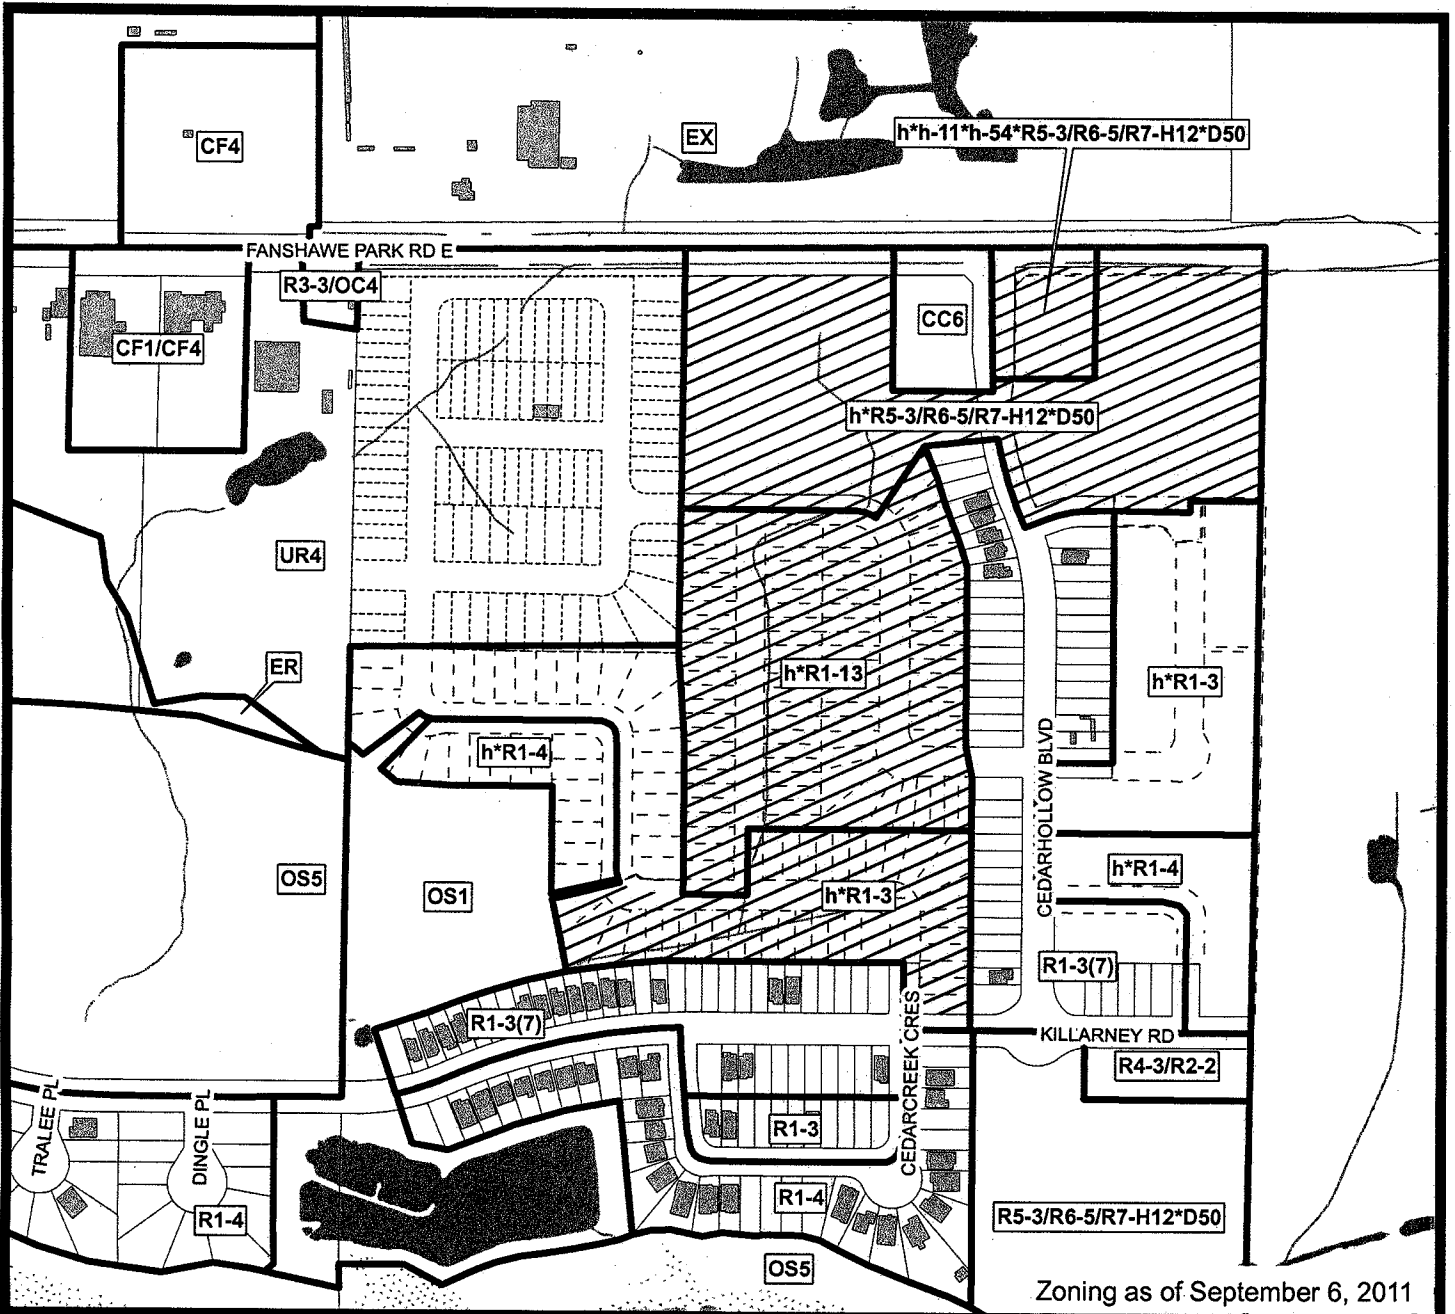 CF4
EX
h*h-11*h-54*R5-3/R6-5/R7-H12*D50
FANSHAWE PARK RD E
R3-3/OC4
CC6
CF1/CF4
h*R5-3/R6-5/R7-H12*D50
UR4
ER
h*R1-13
h*R1-3
h*R1-4
CEDARHOLLOW BLVD
h*R1-4
OS5
OS1
h*R1-3
R1-3(7)
R1-3(7)
CEDARCREEK CRES
KILLARNEY RD
R4-3/R2-2
TRALEE PL
DINGLE PL
R1-3
R1-4
R1-4
R5-3/R6-5/R7-H12*D50
OS5
Zoning as of September 6, 2011